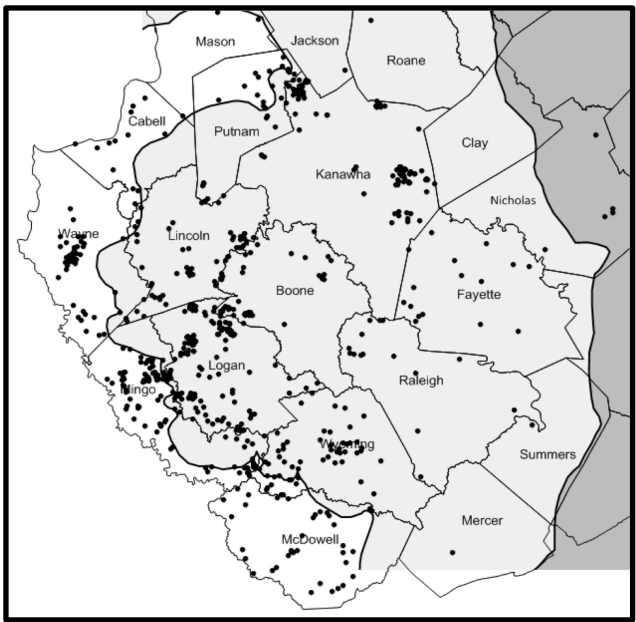 Mason
Jackson
Roane
Cabell
Putnam
Clay
Kanawha
Nicholas
Wayne
Lincoln
Boone
Fayette
Logan
Mingo
Raleigh
Wyoming
Summers
Mercer
McDowell